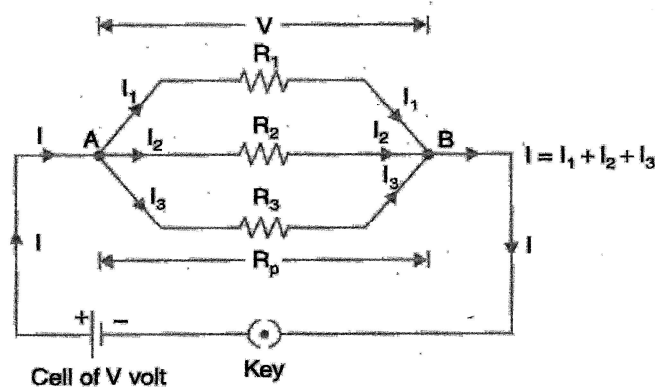 V
R₁
I₁ I₁
I A I₂ R₂ I₂ B I = I₁ + I₂ + I₃
I₃ R₃ I₃
I Rₚ I
+ −
Cell of V volt Key